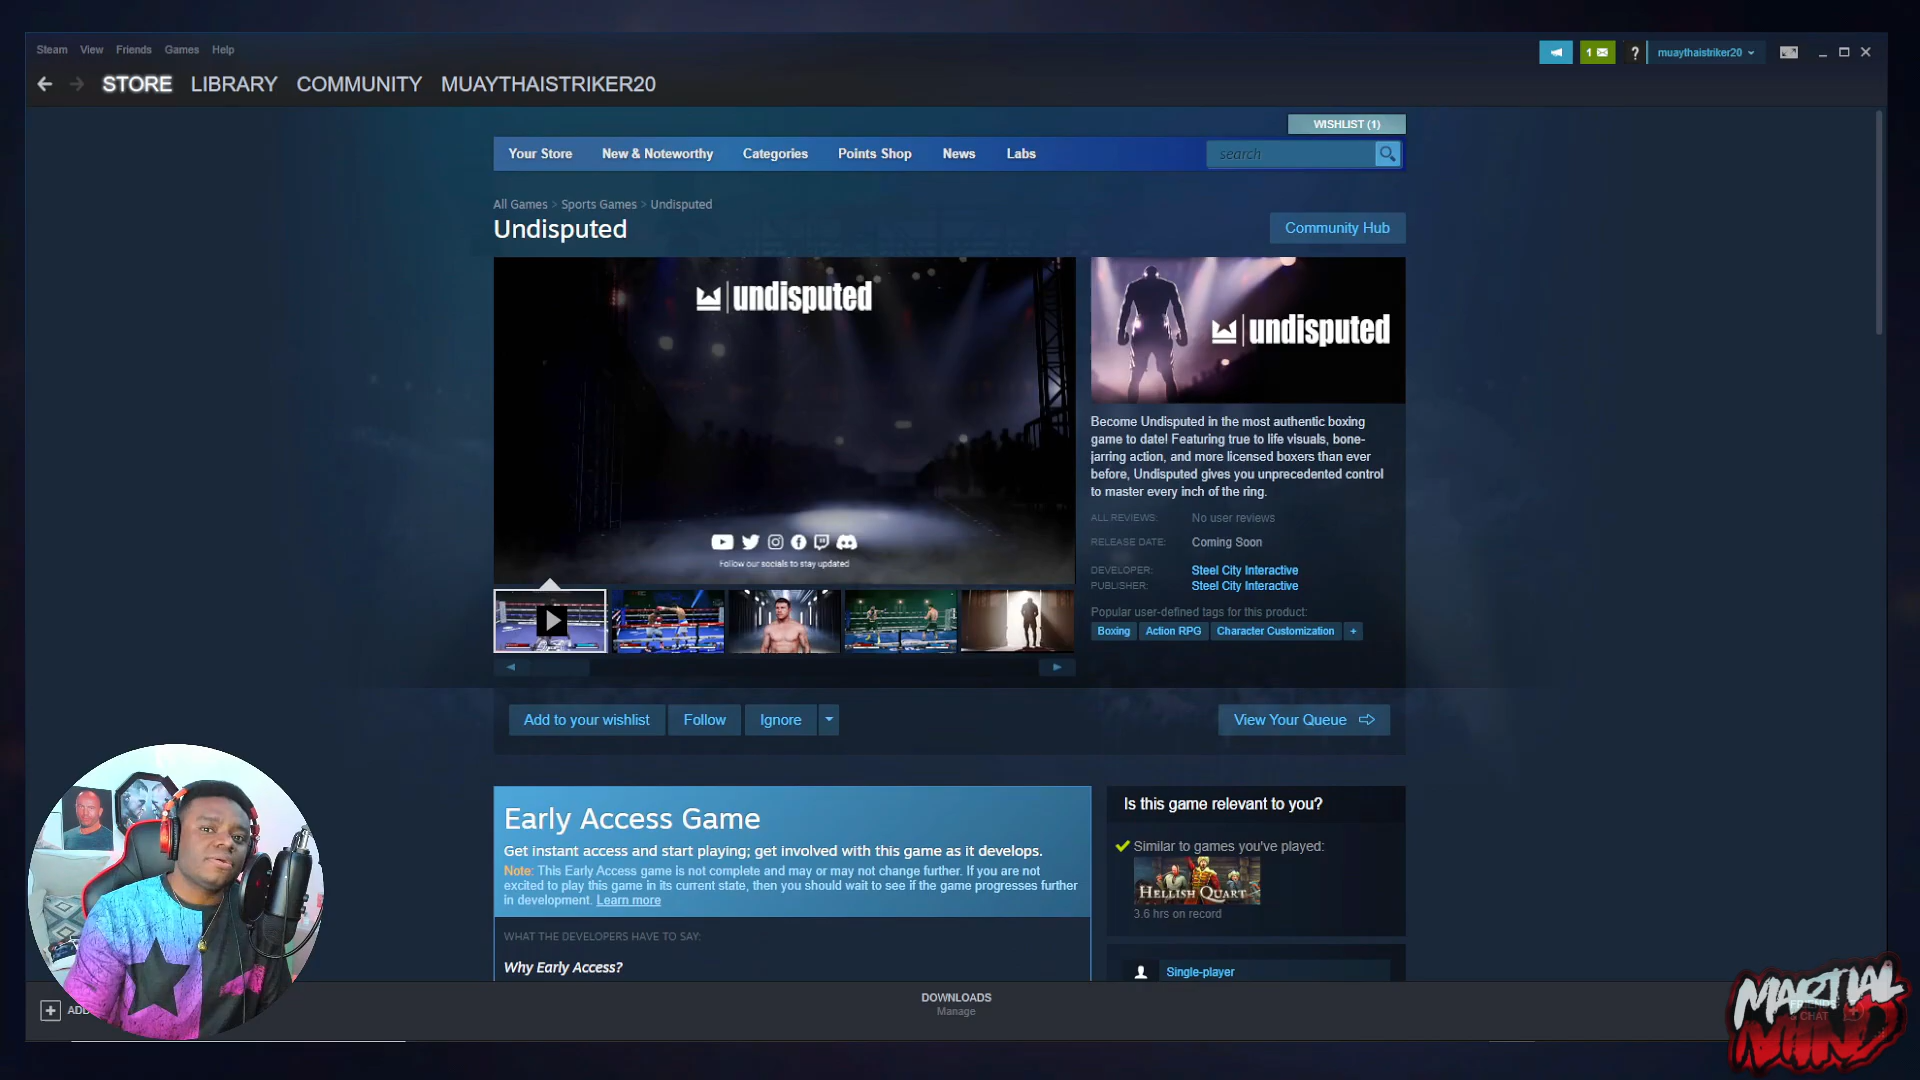 Steam View Friends Games Help
1 ? muaythaistriker20
STORE LIBRARY COMMUNITY MUAYTHAISTRIKER20
WISHLIST (1)
Your Store New & Noteworthy Categories Points Shop News Labs search
All Games > Sports Games > Undisputed
Undisputed
Community Hub
undisputed
undisputed
Follow our socials to stay updated
Become Undisputed in the most authentic boxing
game to date! Featuring true to life visuals, bone-
jarring action, and more licensed boxers than ever
before, Undisputed gives you unprecedented control
to master every inch of the ring.
ALL REVIEWS: No user reviews
RELEASE DATE: Coming Soon
DEVELOPER: Steel City Interactive
PUBLISHER: Steel City Interactive
Popular user-defined tags for this product:
Boxing Action RPG Character Customization +
Add to your wishlist Follow Ignore
View Your Queue
Early Access Game
Get instant access and start playing; get involved with this game as it develops.
Note: This Early Access game is not complete and may or may not change further. If you are not
excited to play this game in its current state, then you should wait to see if the game progresses further
in development. Learn more
WHAT THE DEVELOPERS HAVE TO SAY:
Why Early Access?
Is this game relevant to you?
Similar to games you've played:
HELLISH QUART
3.6 hrs on record
Single-player
ADD
DOWNLOADS
Manage
FRIENDS
& CHAT
MARTIAL
MIND